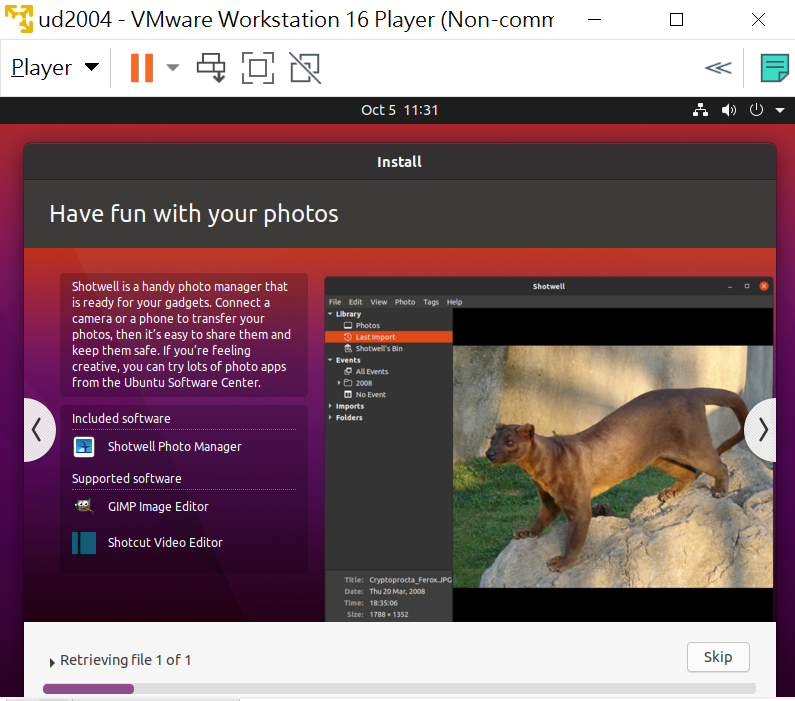 ud2004 - VMware Workstation 16 Player (Non-comm
Player
Oct 5 11:31
Install
Have fun with your photos
Shotwell is a handy photo manager that
is ready for your gadgets. Connect a
camera or a phone to transfer your
photos, then it's easy to share them and
keep them safe. If you're feeling
creative, you can try lots of photo apps
from the Ubuntu Software Center.
Included software
Shotwell Photo Manager
Supported software
GIMP Image Editor
Shotcut Video Editor
Shotwell
File Edit View Photo Tags Help
Library
Photos
Last Import
Shotwell's Bin
Events
All Events
2008
No Event
Imports
Folders
Title: Cryptoprocta_Ferox.JPG
Date: Thu 20 Mar, 2008
Time: 18:35:06
Size: 1788 × 1352
Retrieving file 1 of 1
Skip